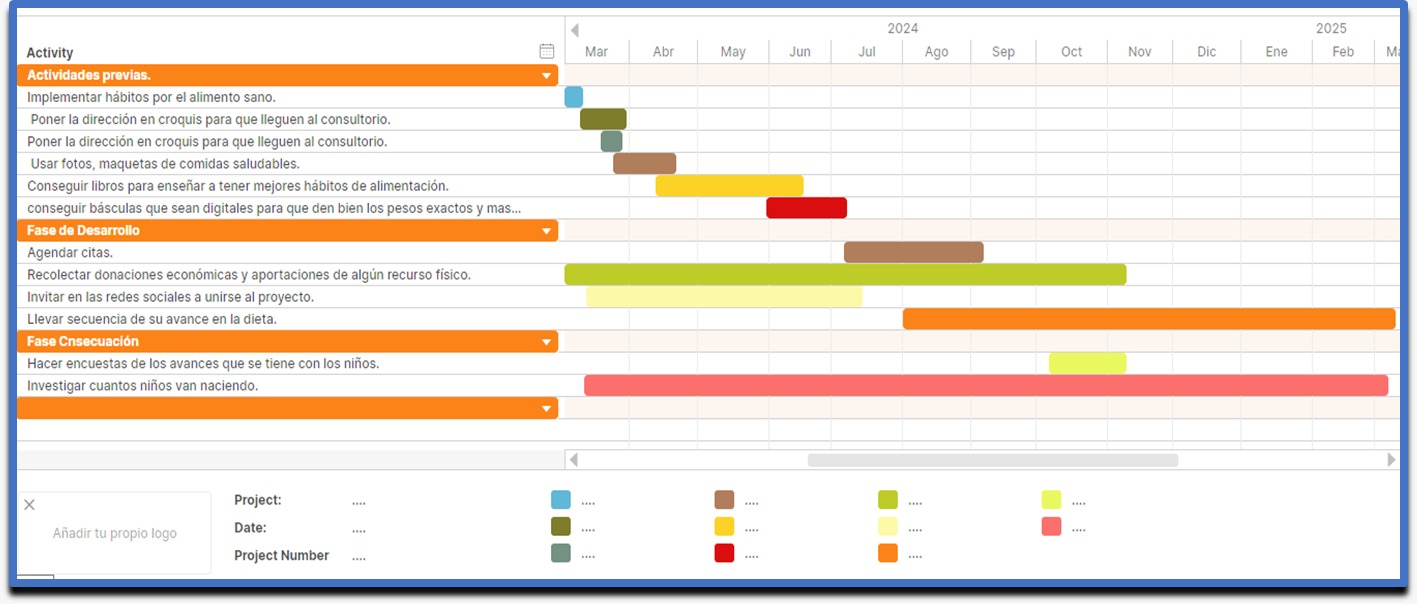 2024 2025
Activity Mar Abr May Jun Jul Ago Sep Oct Nov Dic Ene Feb
Actividades previas.
Implementar hábitos por el alimento sano.
Poner la dirección en croquis para que lleguen al consultorio.
Poner la dirección en croquis para que lleguen al consultorio.
Usar fotos, maquetas de comidas saludables.
Conseguir libros para enseñar a tener mejores hábitos de alimentación.
conseguir básculas que sean digitales para que den bien los pesos exactos y mas...
Fase de Desarrollo
Agendar citas.
Recolectar donaciones económicas y aportaciones de algún recurso físico.
Invitar en las redes sociales a unirse al proyecto.
Llevar secuencia de su avance en la dieta.
Fase Cnsecuación
Hacer encuestas de los avances que se tiene con los niños.
Investigar cuantos niños van naciendo.
Añadir tu propio logo
Project: .... .... .... .... ....
Date: .... .... .... .... ....
Project Number .... .... .... ....